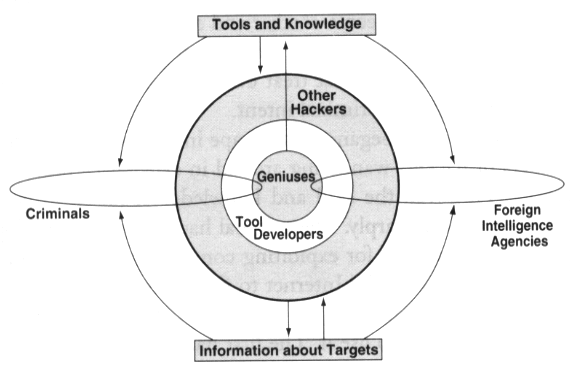 Tools and Knowledge
Other
Hackers
Geniuses
Criminals
Tool
Developers
Foreign
Intelligence
Agencies
Information about Targets